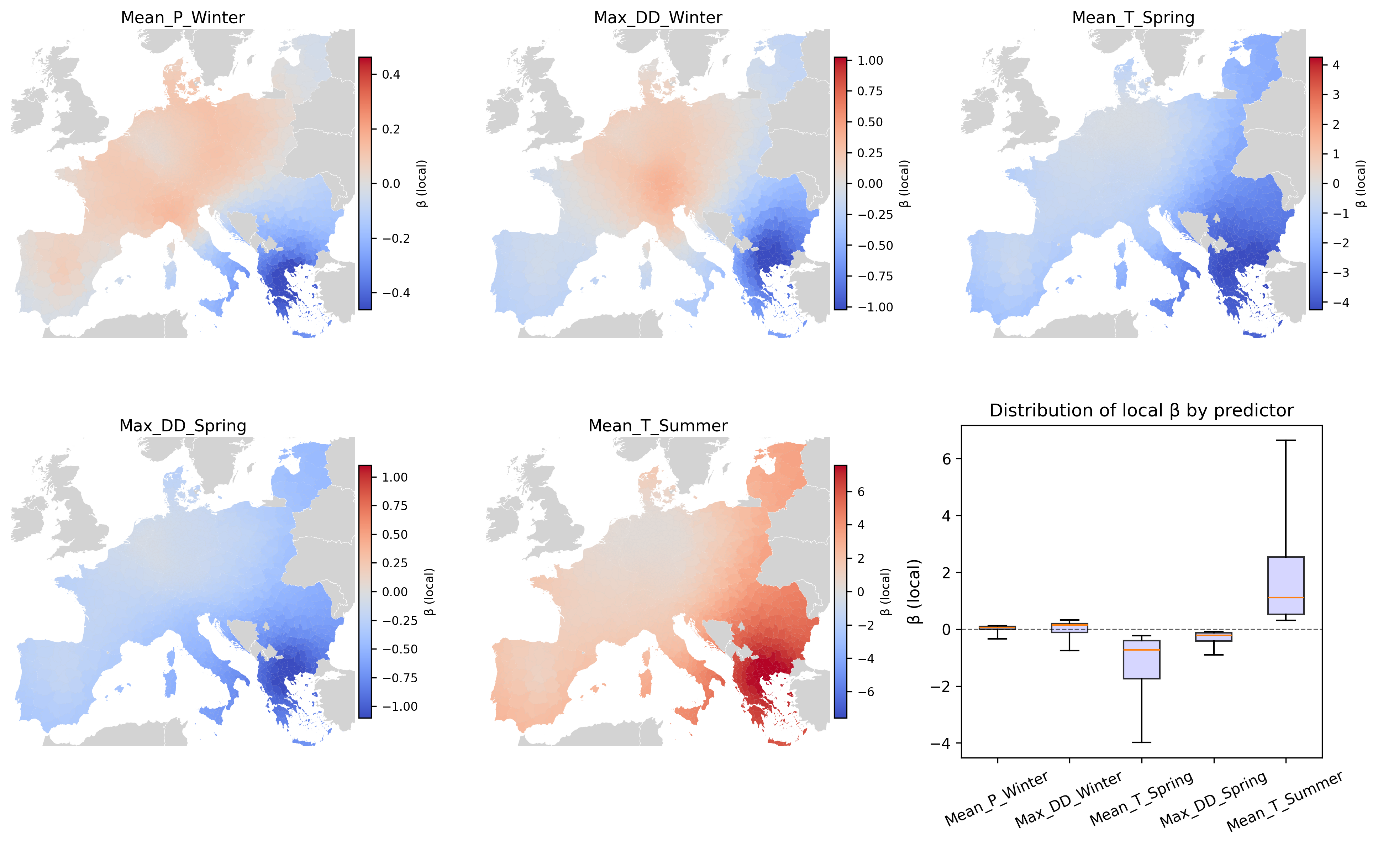 Mean_P_Winter
0.4
0.2
0.0
−0.2
−0.4
β (local)
Max_DD_Winter
1.00
0.75
0.50
0.25
0.00
−0.25
−0.50
−0.75
−1.00
β (local)
Mean_T_Spring
4
3
2
1
0
−1
−2
−3
−4
β (local)
Max_DD_Spring
1.00
0.75
0.50
0.25
0.00
−0.25
−0.50
−0.75
−1.00
β (local)
Mean_T_Summer
6
4
2
0
−2
−4
−6
β (local)
Distribution of local β by predictor
6
4
2
0
−2
−4
β (local)
Mean_P_Winter
Max_DD_Winter
Mean_T_Spring
Max_DD_Spring
Mean_T_Summer